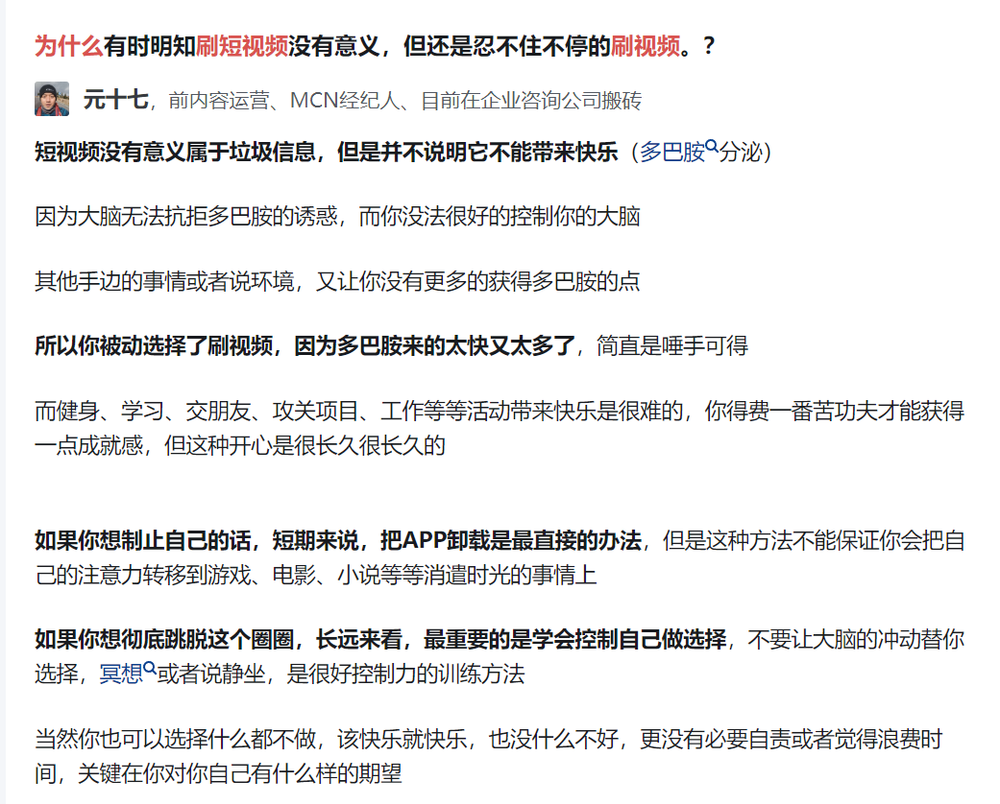 为什么有时明知刷短视频没有意义，但还是忍不住不停的刷视频。？
元十七，前内容运营、MCN经纪人、目前在企业咨询公司搬砖
短视频没有意义属于垃圾信息，但是并不说明它不能带来快乐（多巴胺分泌）
因为大脑无法抗拒多巴胺的诱惑，而你没法很好的控制你的大脑
其他手边的事情或者说环境，又让你没有更多的获得多巴胺的点
所以你被动选择了刷视频，因为多巴胺来的太快又太多了，简直是唾手可得
而健身、学习、交朋友、攻关项目、工作等等活动带来快乐是很难的，你得费一番苦功夫才能获得
一点成就感，但这种开心是很长久很长久的
如果你想制止自己的话，短期来说，把APP卸载是最直接的办法，但是这种方法不能保证你会把自
己的注意力转移到游戏、电影、小说等等消遣时光的事情上
如果你想彻底跳脱这个圈圈，长远来看，最重要的是学会控制自己做选择，不要让大脑的冲动替你
选择，冥想或者说静坐，是很好控制力的训练方法
当然你也可以选择什么都不做，该快乐就快乐，也没什么不好，更没有必要自责或者觉得浪费时
间，关键在你对你自己有什么样的期望